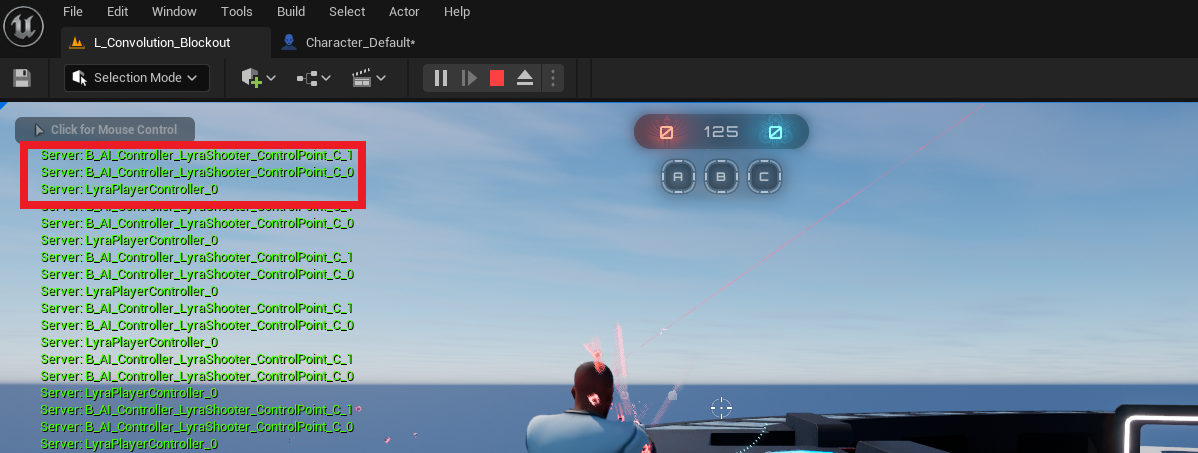 File Edit Window Tools Build Select Actor Help
L_Convolution_Blockout Character_Default*
Selection Mode
Click for Mouse Control
125
A B C
Server: B_AI_Controller_LyraShooter_ControlPoint_C_1
Server: B_AI_Controller_LyraShooter_ControlPoint_C_0
Server: LyraPlayerController_0
Server: B_AI_Controller_LyraShooter_ControlPoint_C_1
Server: B_AI_Controller_LyraShooter_ControlPoint_C_0
Server: LyraPlayerController_0
Server: B_AI_Controller_LyraShooter_ControlPoint_C_1
Server: B_AI_Controller_LyraShooter_ControlPoint_C_0
Server: LyraPlayerController_0
Server: B_AI_Controller_LyraShooter_ControlPoint_C_1
Server: B_AI_Controller_LyraShooter_ControlPoint_C_0
Server: LyraPlayerController_0
Server: B_AI_Controller_LyraShooter_ControlPoint_C_1
Server: B_AI_Controller_LyraShooter_ControlPoint_C_0
Server: LyraPlayerController_0
Server: B_AI_Controller_LyraShooter_ControlPoint_C_1
Server: B_AI_Controller_LyraShooter_ControlPoint_C_0
Server: LyraPlayerController_0